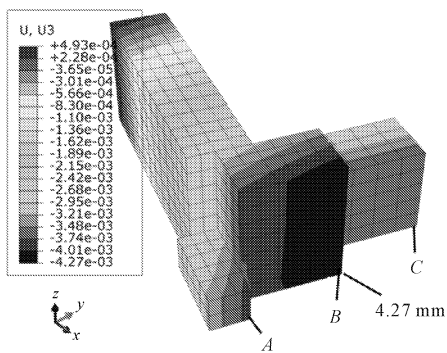 U, U3
+4.93e-04
+2.28e-04
-3.65e-05
-3.01e-04
-5.66e-04
-8.30e-04
-1.10e-03
-1.36e-03
-1.62e-03
-1.89e-03
-2.15e-03
-2.42e-03
-2.68e-03
-2.95e-03
-3.21e-03
-3.48e-03
-3.74e-03
-4.01e-03
-4.27e-03
z
y
x
A
B
C
4.27 mm